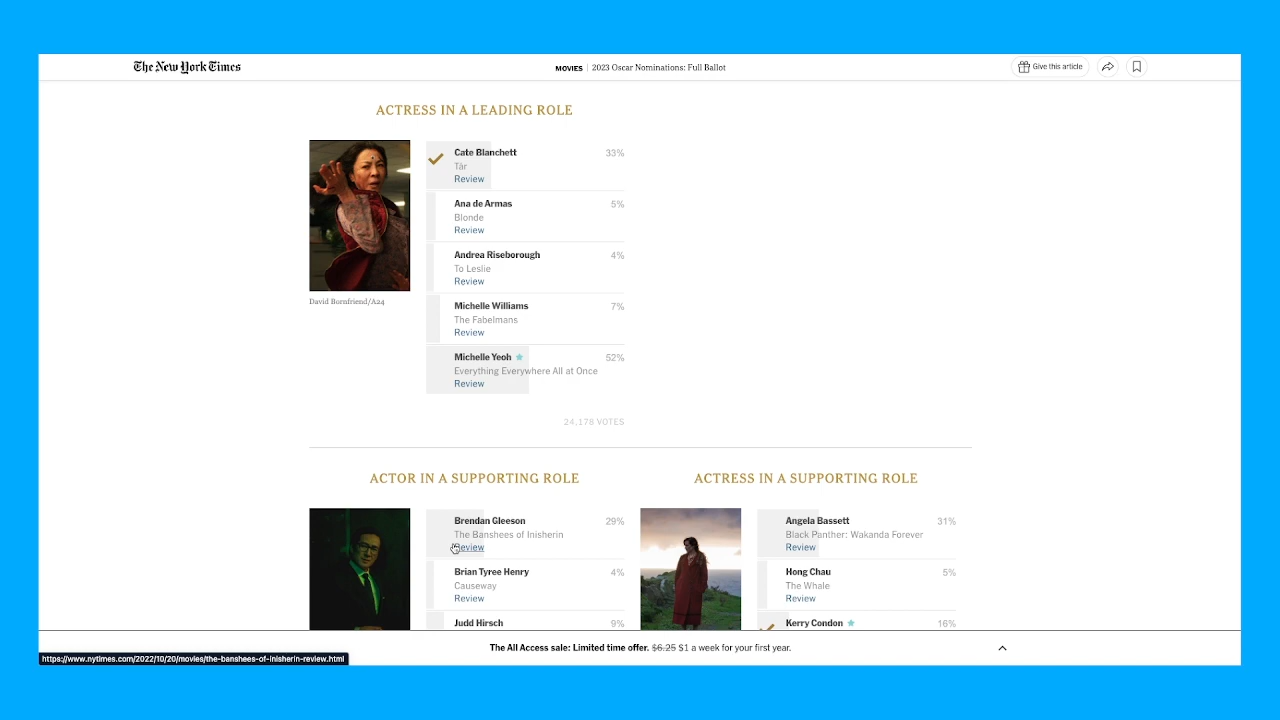 The New York Times
MOVIES | 2023 Oscar Nominations: Full Ballot
Give this article
ACTRESS IN A LEADING ROLE
Cate Blanchett 33%
Tár
Review
Ana de Armas 5%
Blonde
Review
Andrea Riseborough 4%
To Leslie
Review
David Bornfriend/A24
Michelle Williams 7%
The Fabelmans
Review
Michelle Yeoh 52%
Everything Everywhere All at Once
Review
24,178 VOTES
ACTOR IN A SUPPORTING ROLE
Brendan Gleeson 29%
The Banshees of Inisherin
Review
Brian Tyree Henry 4%
Causeway
Review
Judd Hirsch 9%
ACTRESS IN A SUPPORTING ROLE
Angela Bassett 31%
Black Panther: Wakanda Forever
Review
Hong Chau 5%
The Whale
Review
Kerry Condon 16%
The All Access sale: Limited time offer. $6.25 $1 a week for your first year.
https://www.nytimes.com/2022/10/20/movies/the-banshees-of-inisherin-review.html